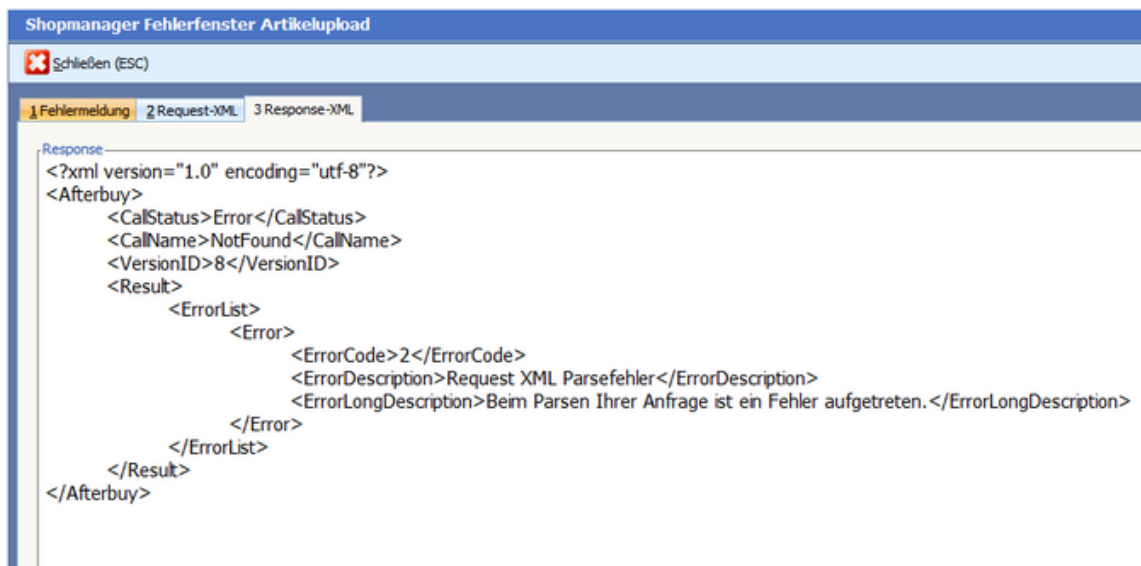 Shopmanager Fehlerfenster Artikelupload
Schließen (ESC)
1 Fehlermeldung 2 Request-XML 3 Response-XML
Response
<?xml version="1.0" encoding="utf-8"?>
<Afterbuy>
<CallStatus>Error</CallStatus>
<CallName>NotFound</CallName>
<VersionID>8</VersionID>
<Result>
<ErrorList>
<Error>
<ErrorCode>2</ErrorCode>
<ErrorDescription>Request XML Parsefehler</ErrorDescription>
<ErrorLongDescription>Beim Parsen Ihrer Anfrage ist ein Fehler aufgetreten.</ErrorLongDescription>
</Error>
</ErrorList>
</Result>
</Afterbuy>